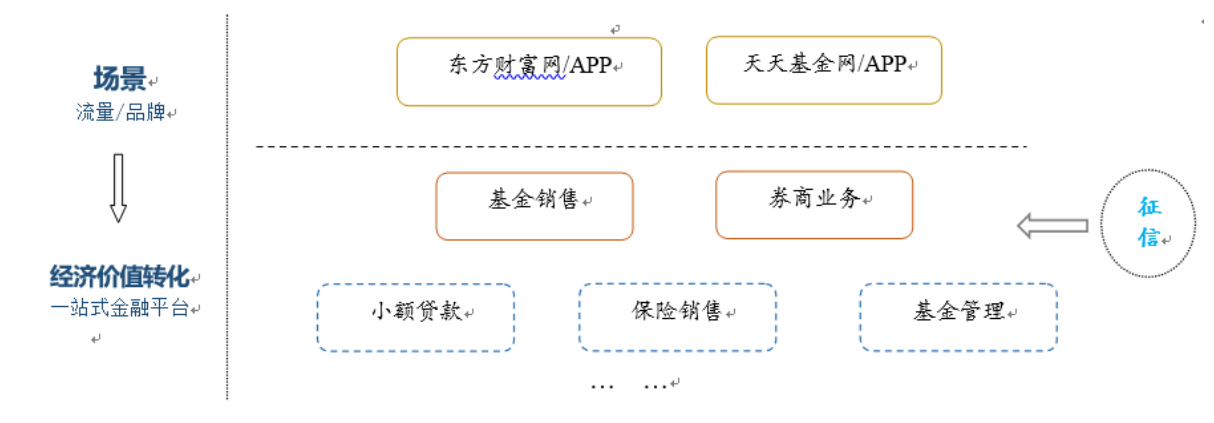 场景
流量/品牌
东方财富网/APP
天天基金网/APP
基金销售
券商业务
征
信
经济价值转化
一站式金融平台
小额贷款
保险销售
基金管理
… …